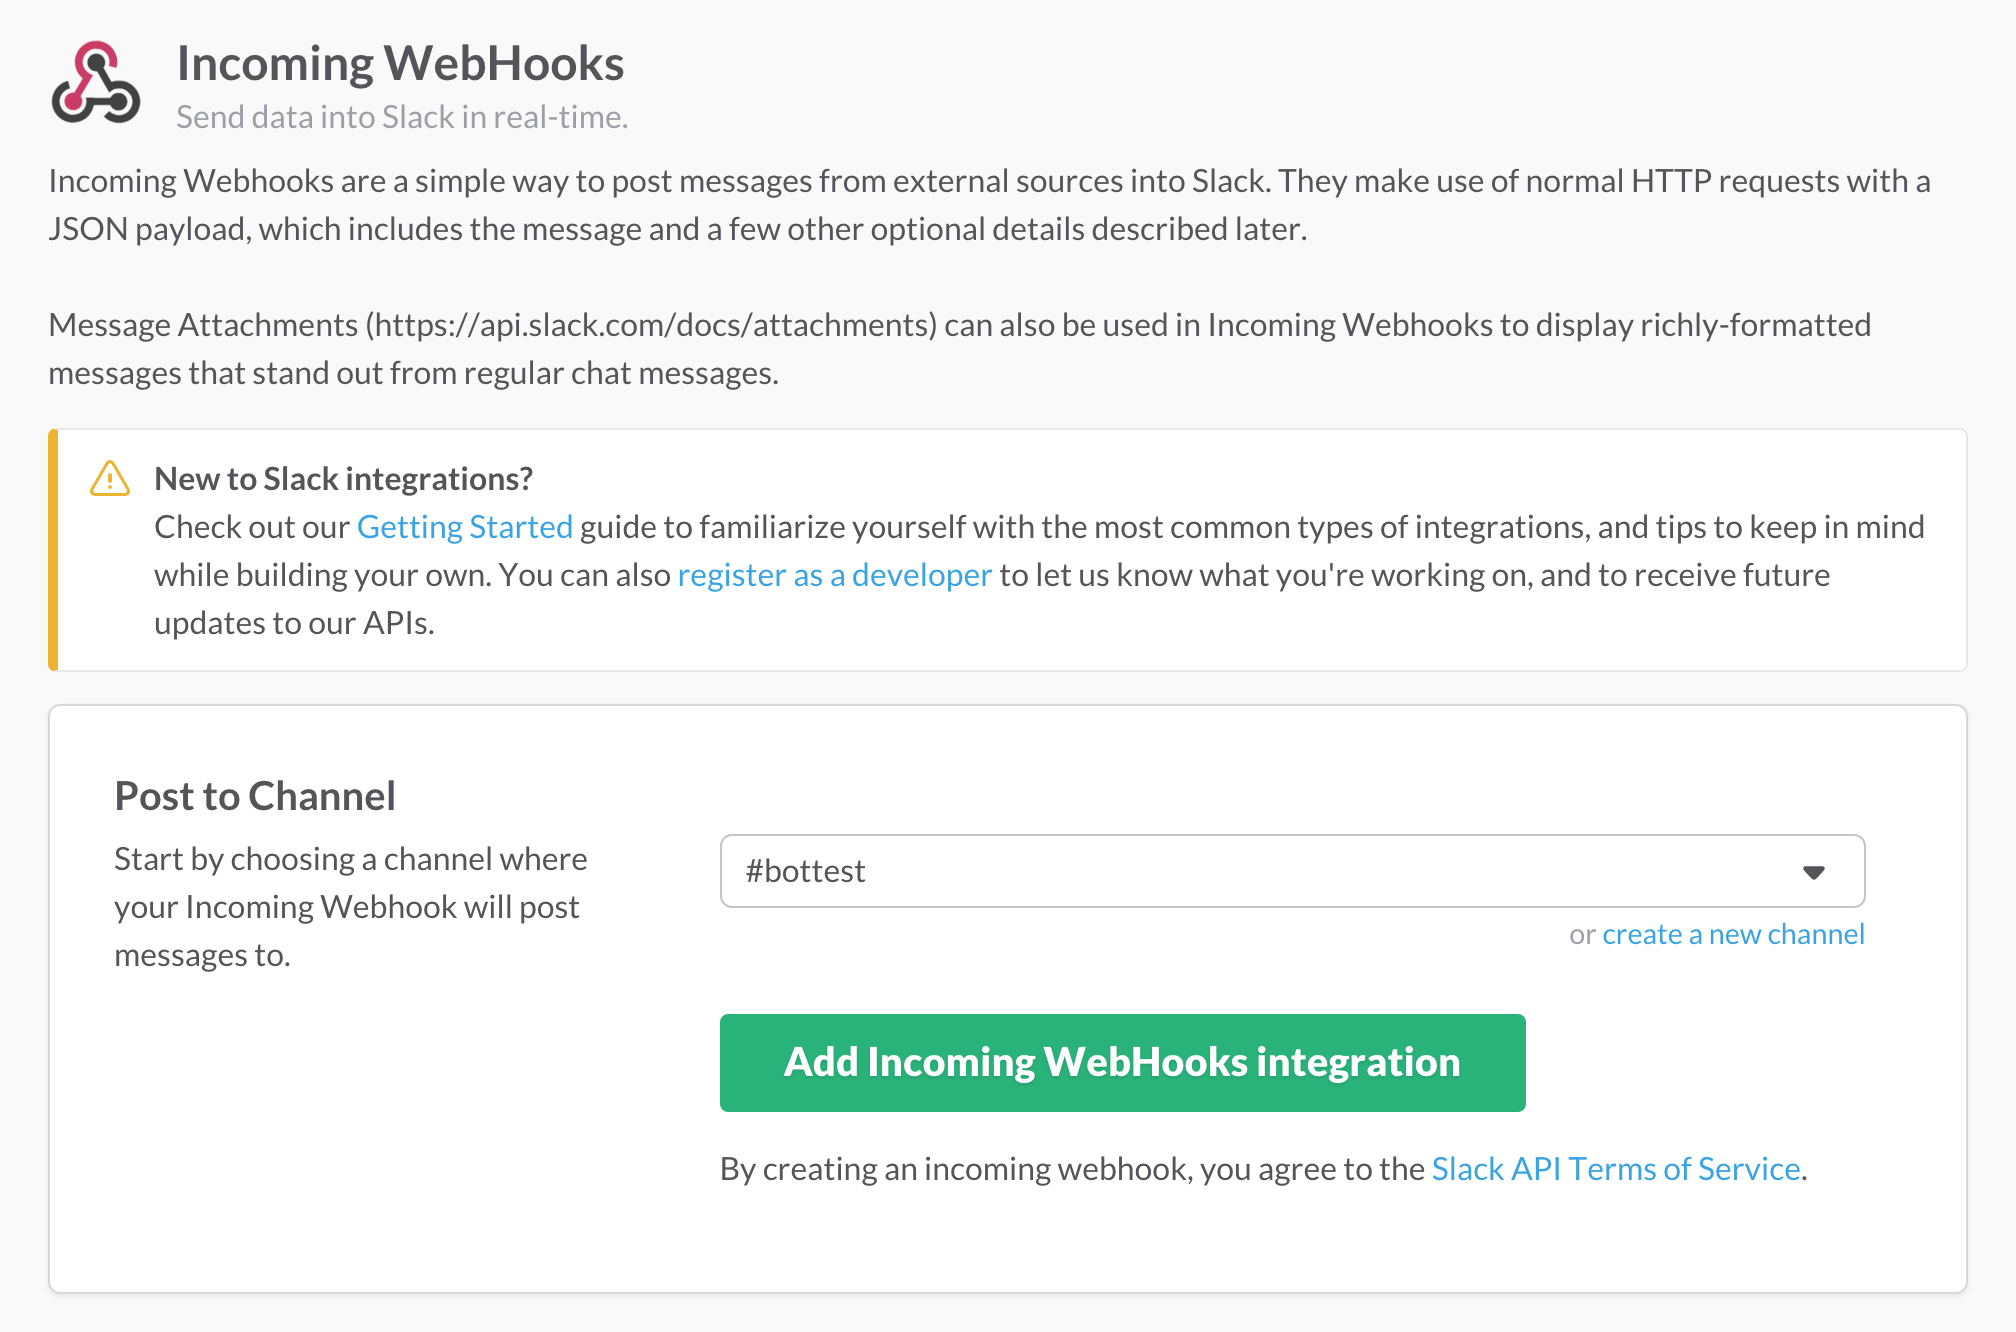 Incoming WebHooks
Send data into Slack in real-time.
Incoming Webhooks are a simple way to post messages from external sources into Slack. They make use of normal HTTP requests with a
JSON payload, which includes the message and a few other optional details described later.
Message Attachments (https://api.slack.com/docs/attachments) can also be used in Incoming Webhooks to display richly-formatted
messages that stand out from regular chat messages.
New to Slack integrations?
Check out our Getting Started guide to familiarize yourself with the most common types of integrations, and tips to keep in mind
while building your own. You can also register as a developer to let us know what you're working on, and to receive future
updates to our APIs.
Post to Channel
Start by choosing a channel where
your Incoming Webhook will post
messages to.
#bottest
or create a new channel
Add Incoming WebHooks integration
By creating an incoming webhook, you agree to the Slack API Terms of Service.